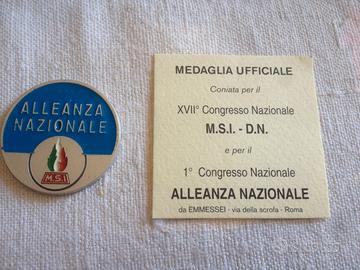 ALLEANZA
NAZIONALE
M.S.I
MEDAGLIA UFFICIALE
Coniata per il
XVII° Congresso Nazionale
M.S.I. - D.N.
e per il
1° Congresso Nazionale
ALLEANZA NAZIONALE
da EMMESSEI - via della scrofa - Roma
subito